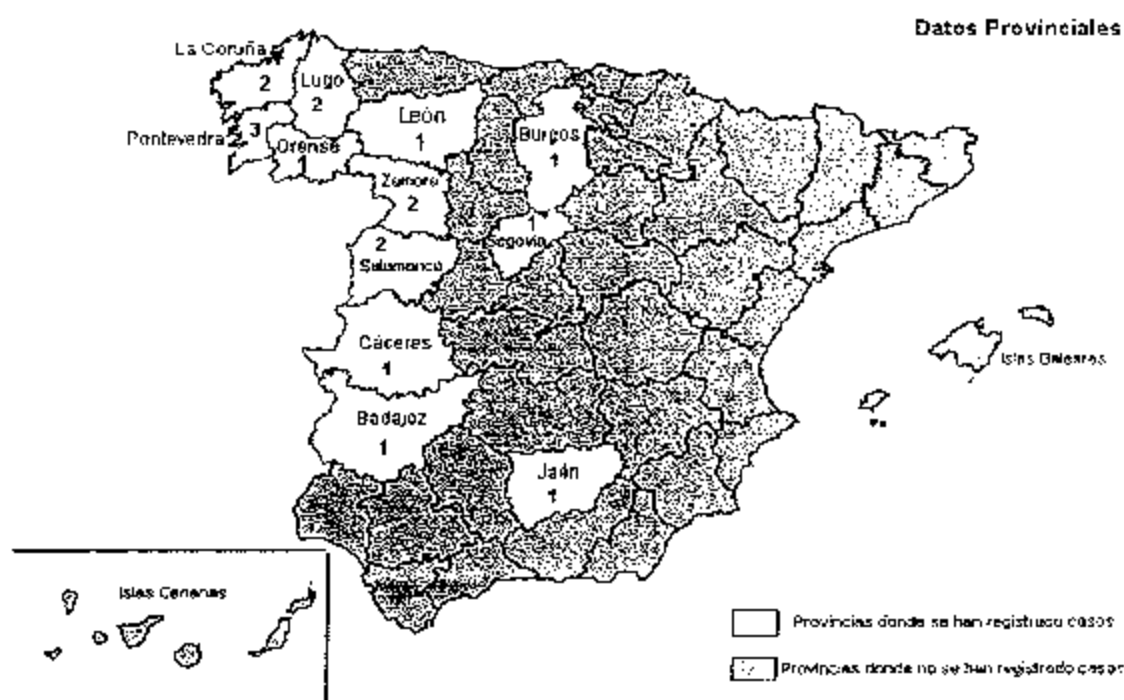 Datos Provinciales
La Coruña
2
Lugo
2
León
1
Pontevedra
3
Orense
1
Burgos
1
Zamora
2
1
Segovia
2
Salamanca
Cáceres
1
Islas Baleares
Badajoz
1
Jaén
1
Islas Canarias
Provincias donde se han registrado casos
Provincias donde no se han registrado casos